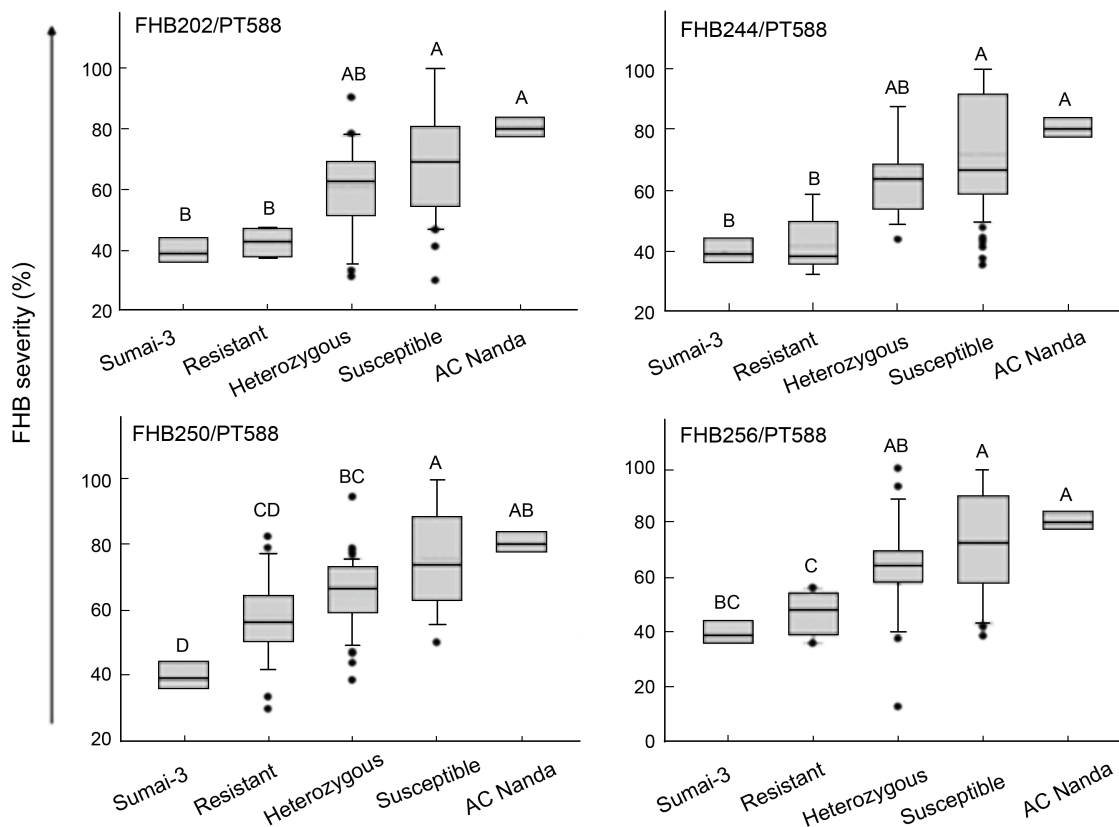 FHB severity (%)
FHB202/PT588
100
80
60
40
20
B
B
AB
A
A
Sumai-3
Resistant
Heterozygous
Susceptible
AC Nanda
FHB244/PT588
100
80
60
40
20
B
B
AB
A
A
Sumai-3
Resistant
Heterozygous
Susceptible
AC Nanda
FHB250/PT588
100
80
60
40
20
D
CD
BC
A
AB
Sumai-3
Resistant
Heterozygous
Susceptible
AC Nanda
FHB256/PT588
100
80
60
40
20
0
BC
C
AB
A
A
Sumai-3
Resistant
Heterozygous
Susceptible
AC Nanda